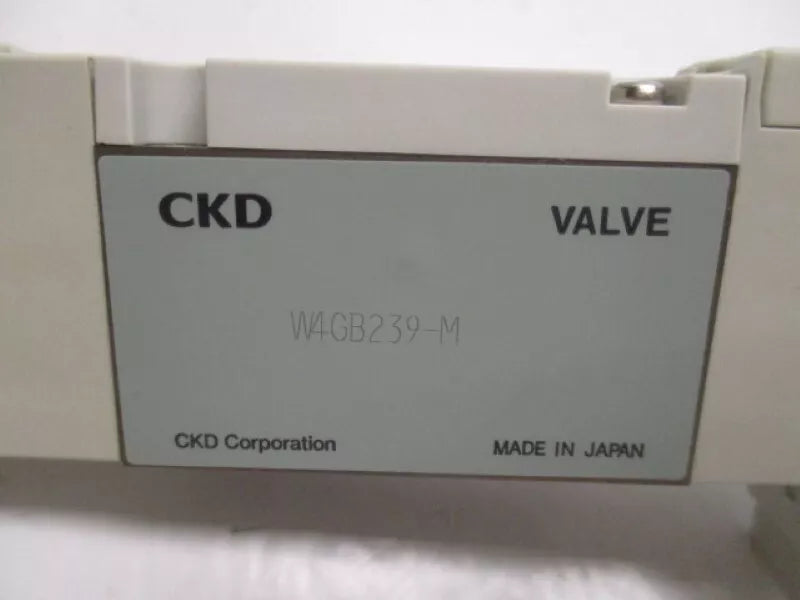 CKD VALVE
W4GB239-M
CKD Corporation MADE IN JAPAN